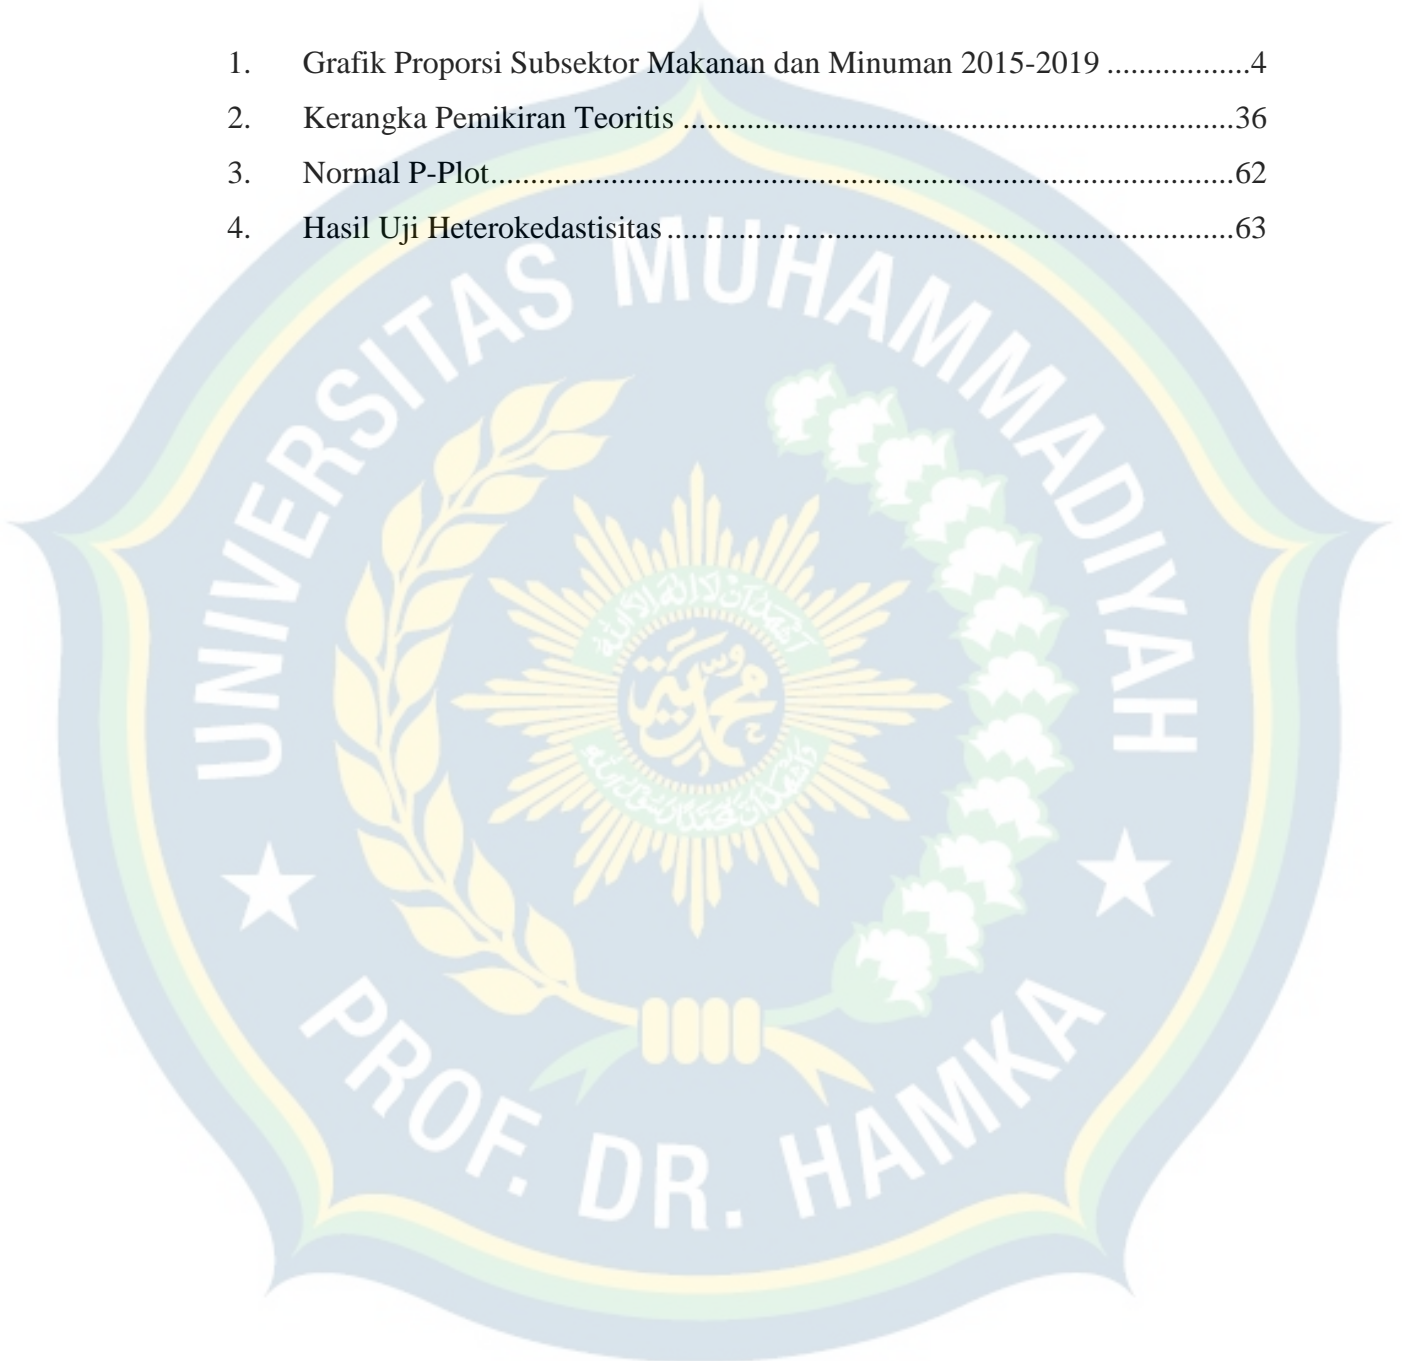 1. Grafik Proporsi Subsektor Makanan dan Minuman 2015-2019 ..................4
2. Kerangka Pemikiran Teoritis .......................................................................36
3. Normal P-Plot................................................................................................62
4. Hasil Uji Heterokedastisitas.........................................................................63
UNIVERSITAS MUHAMMADIYAH
محمدية
PROF. DR. HAMKA